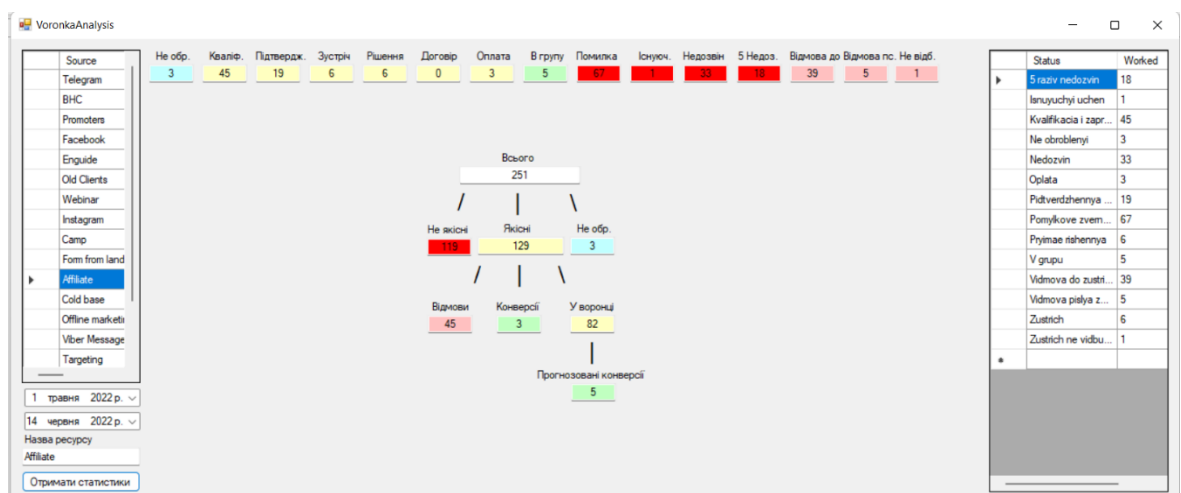 VoronkaAnalysis
Source
Telegram
BHC
Promoters
Facebook
Enguide
Old Clients
Webinar
Instagram
Camp
Form from land
Affiliate
Cold base
Offline marketi
Viber Message
Targeting
1 травня 2022 р.
14 червня 2022 р.
Назва ресурсу
Affiliate
Отримати статистики
Не обр. Кваліф. Підтвердж. Зустріч Рішення Договір Оплата В групу Помилка Існуюч. Недозвін 5 Недоз. Відмова до Відмова пс. Не відб.
3 45 19 6 6 0 3 5 67 1 33 18 39 5 1
Всього
251
/ | \
Не якісні Якісні Не обр.
119 129 3
/ | \
Відмови Конверсії У воронці
45 3 82
|
Прогнозовані конверсії
5
Status Worked
5 raziv nedozvin 18
Isnuyuchyi uchen 1
Kvalifikacia i zapr... 45
Ne obroblenyi 3
Nedozvin 33
Oplata 3
Pidtverdzhennya ... 19
Pomylkove zvern... 67
Pryimae rishennya 6
V grupu 5
Vidmova do zustri... 39
Vidmova pislya z... 5
Zustrich 6
Zustrich ne vidbu... 1